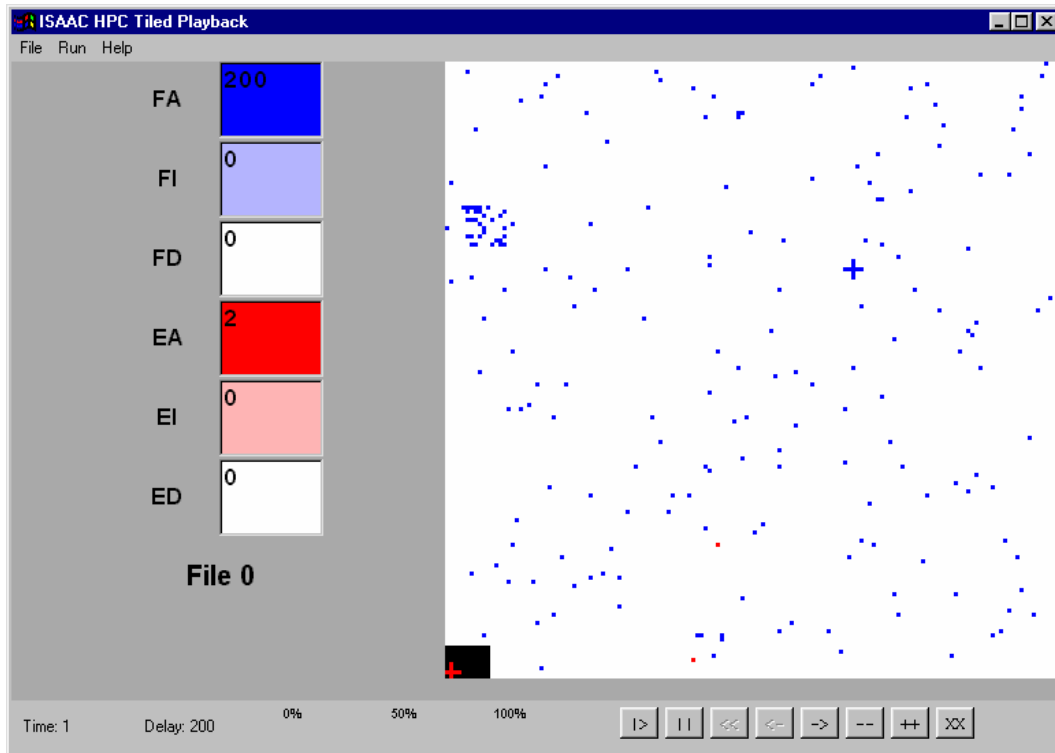 ISAAC HPC Tiled Playback
File Run Help
FA 200
FI 0
FD 0
EA 2
EI 0
ED 0
File 0
Time: 1 Delay: 200 0% 50% 100% |> || << <- -> -- ++ XX